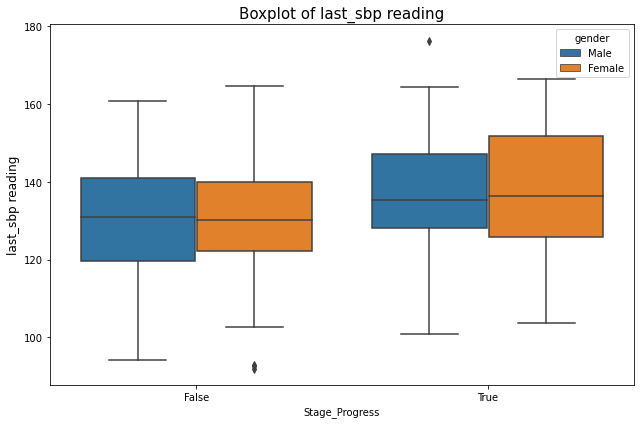 Boxplot of last_sbp reading
gender
Male
Female
last_sbp reading
180
160
140
120
100
False
True
Stage_Progress